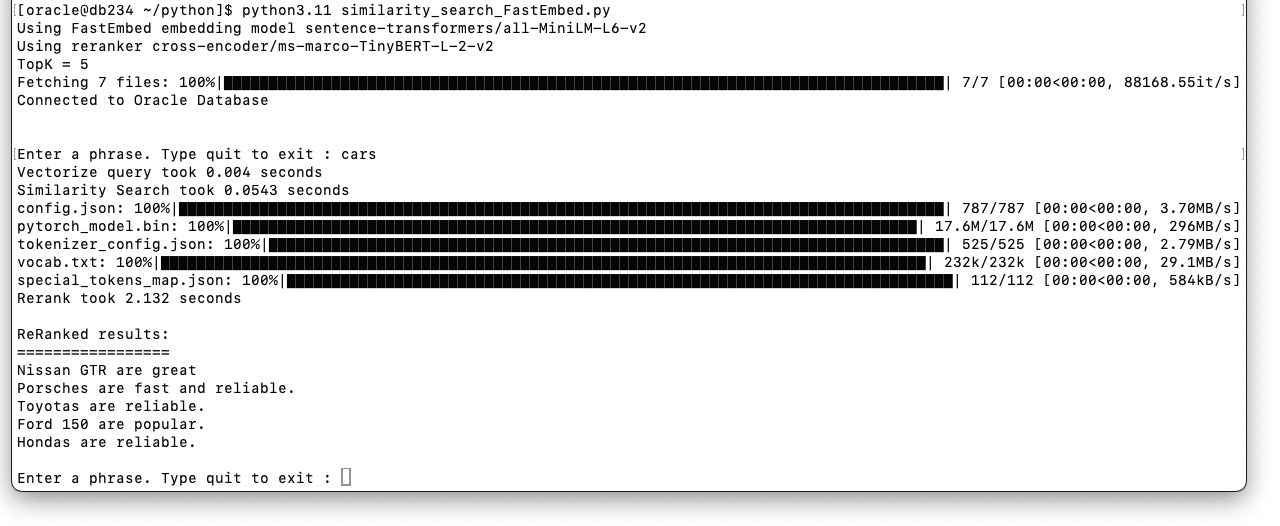 [oracle@db234 ~/python]$ python3.11 similarity_search_FastEmbed.py
Using FastEmbed embedding model sentence-transformers/all-MiniLM-L6-v2
Using reranker cross-encoder/ms-marco-TinyBERT-L-2-v2
TopK = 5
Fetching 7 files: 100%|██████████| 7/7 [00:00<00:00, 88168.55it/s]
Connected to Oracle Database
Enter a phrase. Type quit to exit : cars
Vectorize query took 0.004 seconds
Similarity Search took 0.0543 seconds
config.json: 100%|██████████| 787/787 [00:00<00:00, 3.70MB/s]
pytorch_model.bin: 100%|██████████| 17.6M/17.6M [00:00<00:00, 296MB/s]
tokenizer_config.json: 100%|██████████| 525/525 [00:00<00:00, 2.79MB/s]
vocab.txt: 100%|██████████| 232k/232k [00:00<00:00, 29.1MB/s]
special_tokens_map.json: 100%|██████████| 112/112 [00:00<00:00, 584kB/s]
Rerank took 2.132 seconds
ReRanked results:
=================
Nissan GTR are great
Porsches are fast and reliable.
Toyotas are reliable.
Ford 150 are popular.
Hondas are reliable.
Enter a phrase. Type quit to exit :